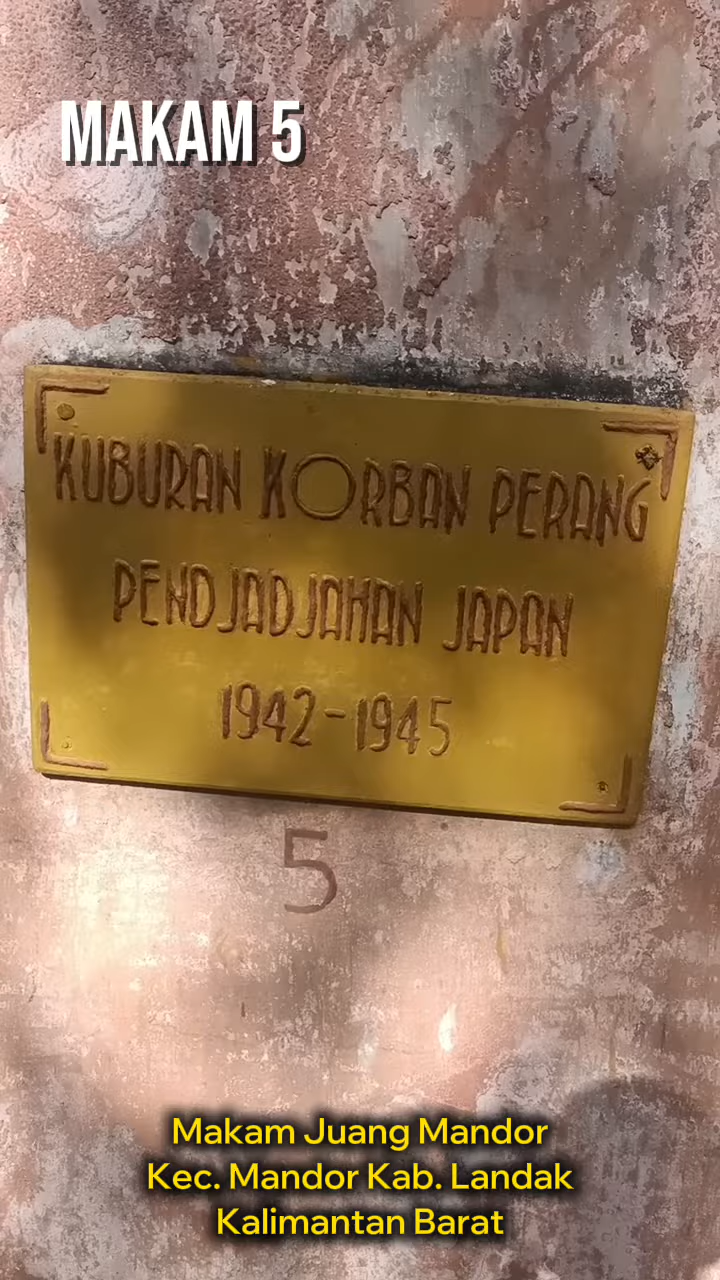 MAKAM 5
KUBURAN KORBAN PERANG
PENDJADJAHAN JAPAN
1942-1945
5
Makam Juang Mandor
Kec. Mandor Kab. Landak
Kalimantan Barat